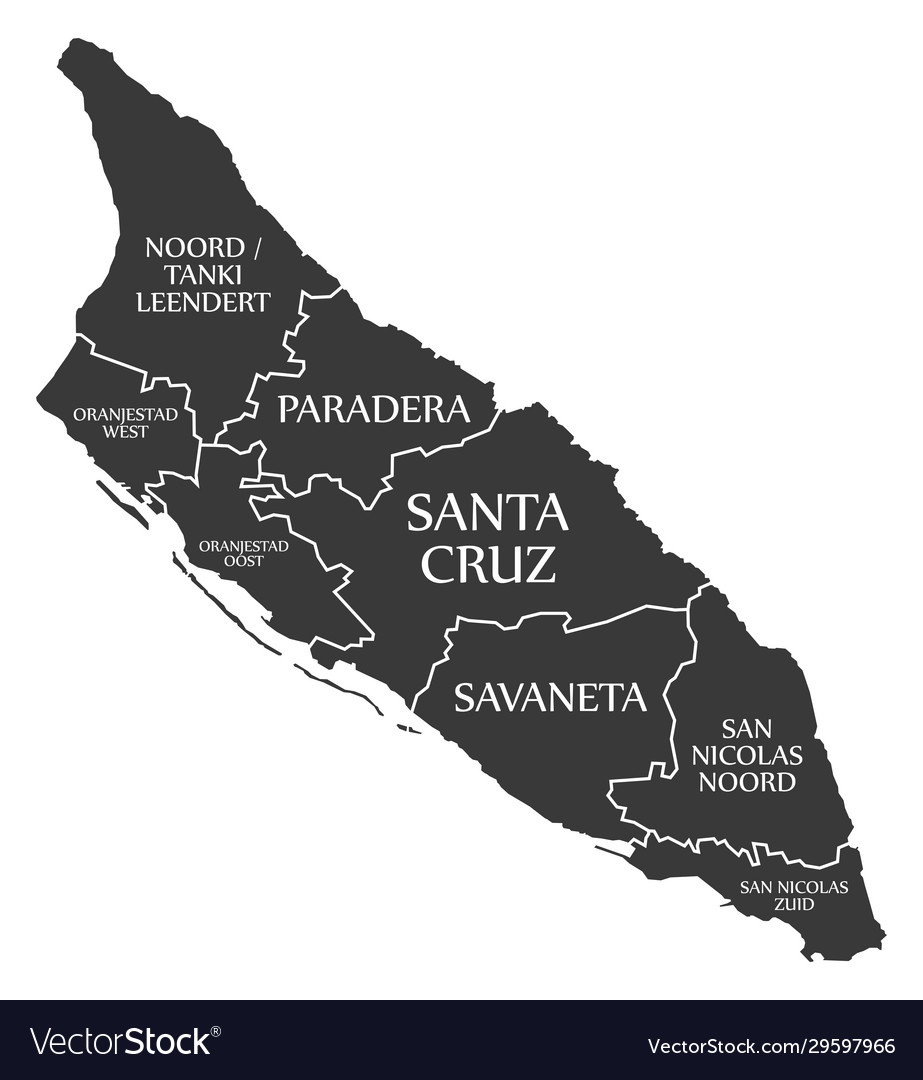 NOORD /
TANKI
LEENDERT
PARADERA
ORANJESTAD
WEST
SANTA
CRUZ
ORANJESTAD
OOST
SAVANETA
SAN
NICOLAS
NOORD
SAN NICOLAS
ZUID
VectorStock®
VectorStock.com/29597966